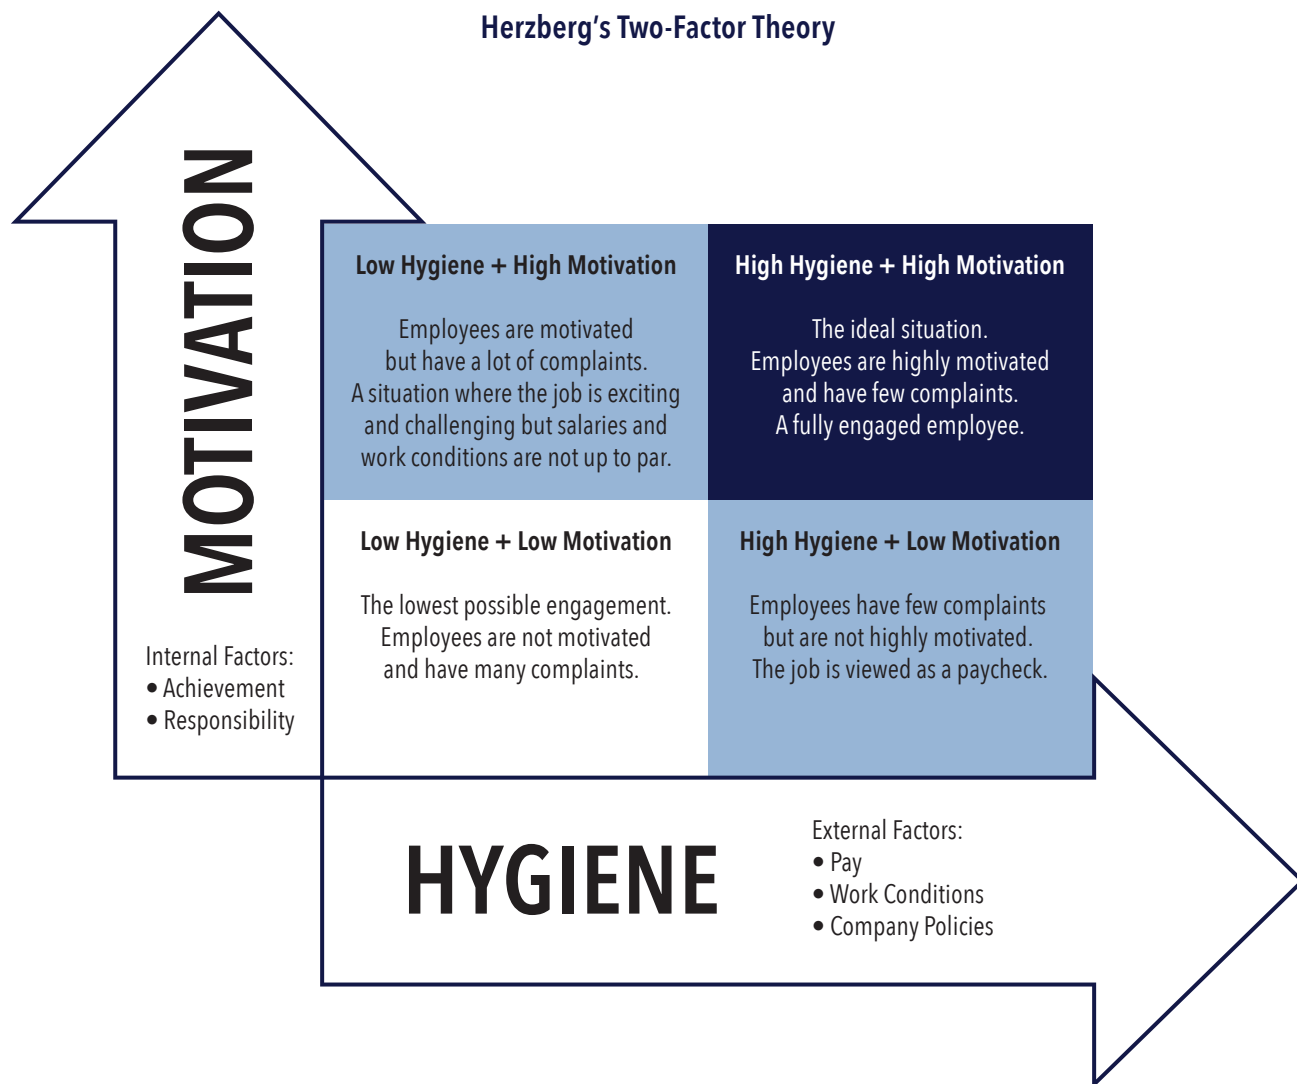 Herzberg's Two-Factor Theory
MOTIVATION
Internal Factors:
• Achievement
• Responsibility
Low Hygiene + High Motivation
Employees are motivated
but have a lot of complaints.
A situation where the job is exciting
and challenging but salaries and
work conditions are not up to par.
High Hygiene + High Motivation
The ideal situation.
Employees are highly motivated
and have few complaints.
A fully engaged employee.
Low Hygiene + Low Motivation
The lowest possible engagement.
Employees are not motivated
and have many complaints.
High Hygiene + Low Motivation
Employees have few complaints
but are not highly motivated.
The job is viewed as a paycheck.
HYGIENE
External Factors:
• Pay
• Work Conditions
• Company Policies